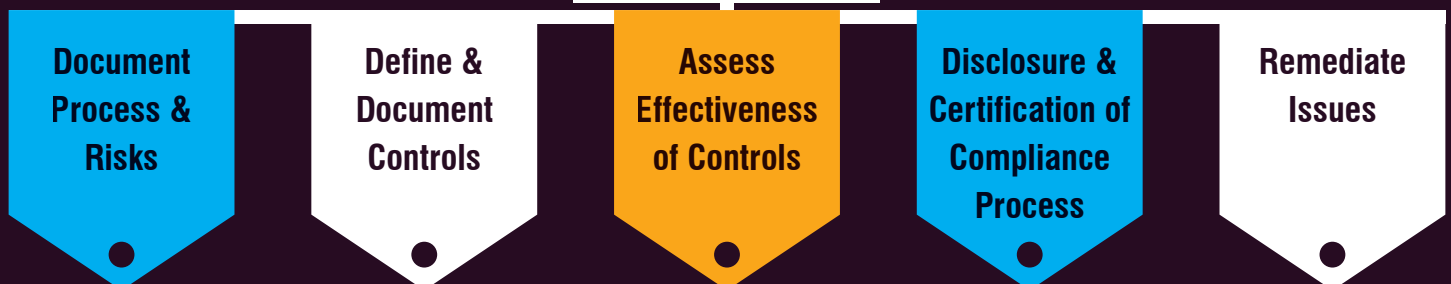 Document
Process &
Risks
Define &
Document
Controls
Assess
Effectiveness
of Controls
Disclosure &
Certification of
Compliance
Process
Remediate
Issues